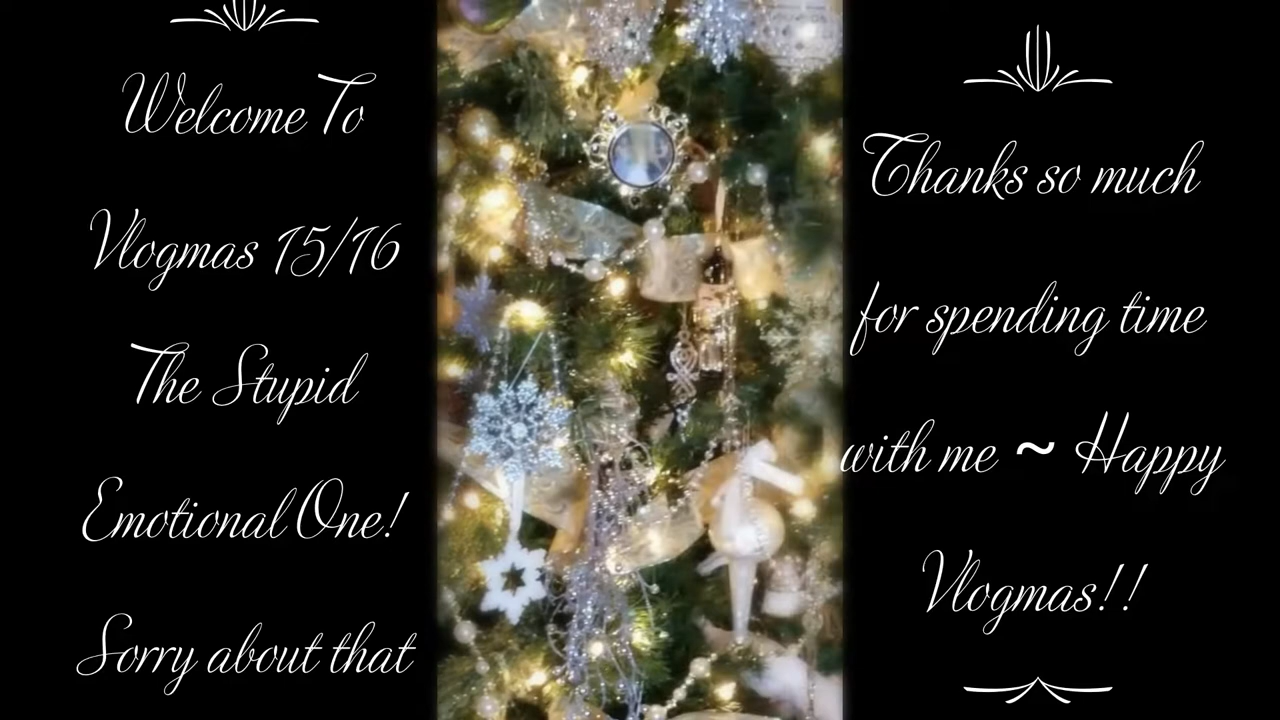 Welcome To
Vlogmas 15/16
The Stupid
Emotional One!
Sorry about that
Thanks so much
for spending time
with me ~ Happy
Vlogmas!!